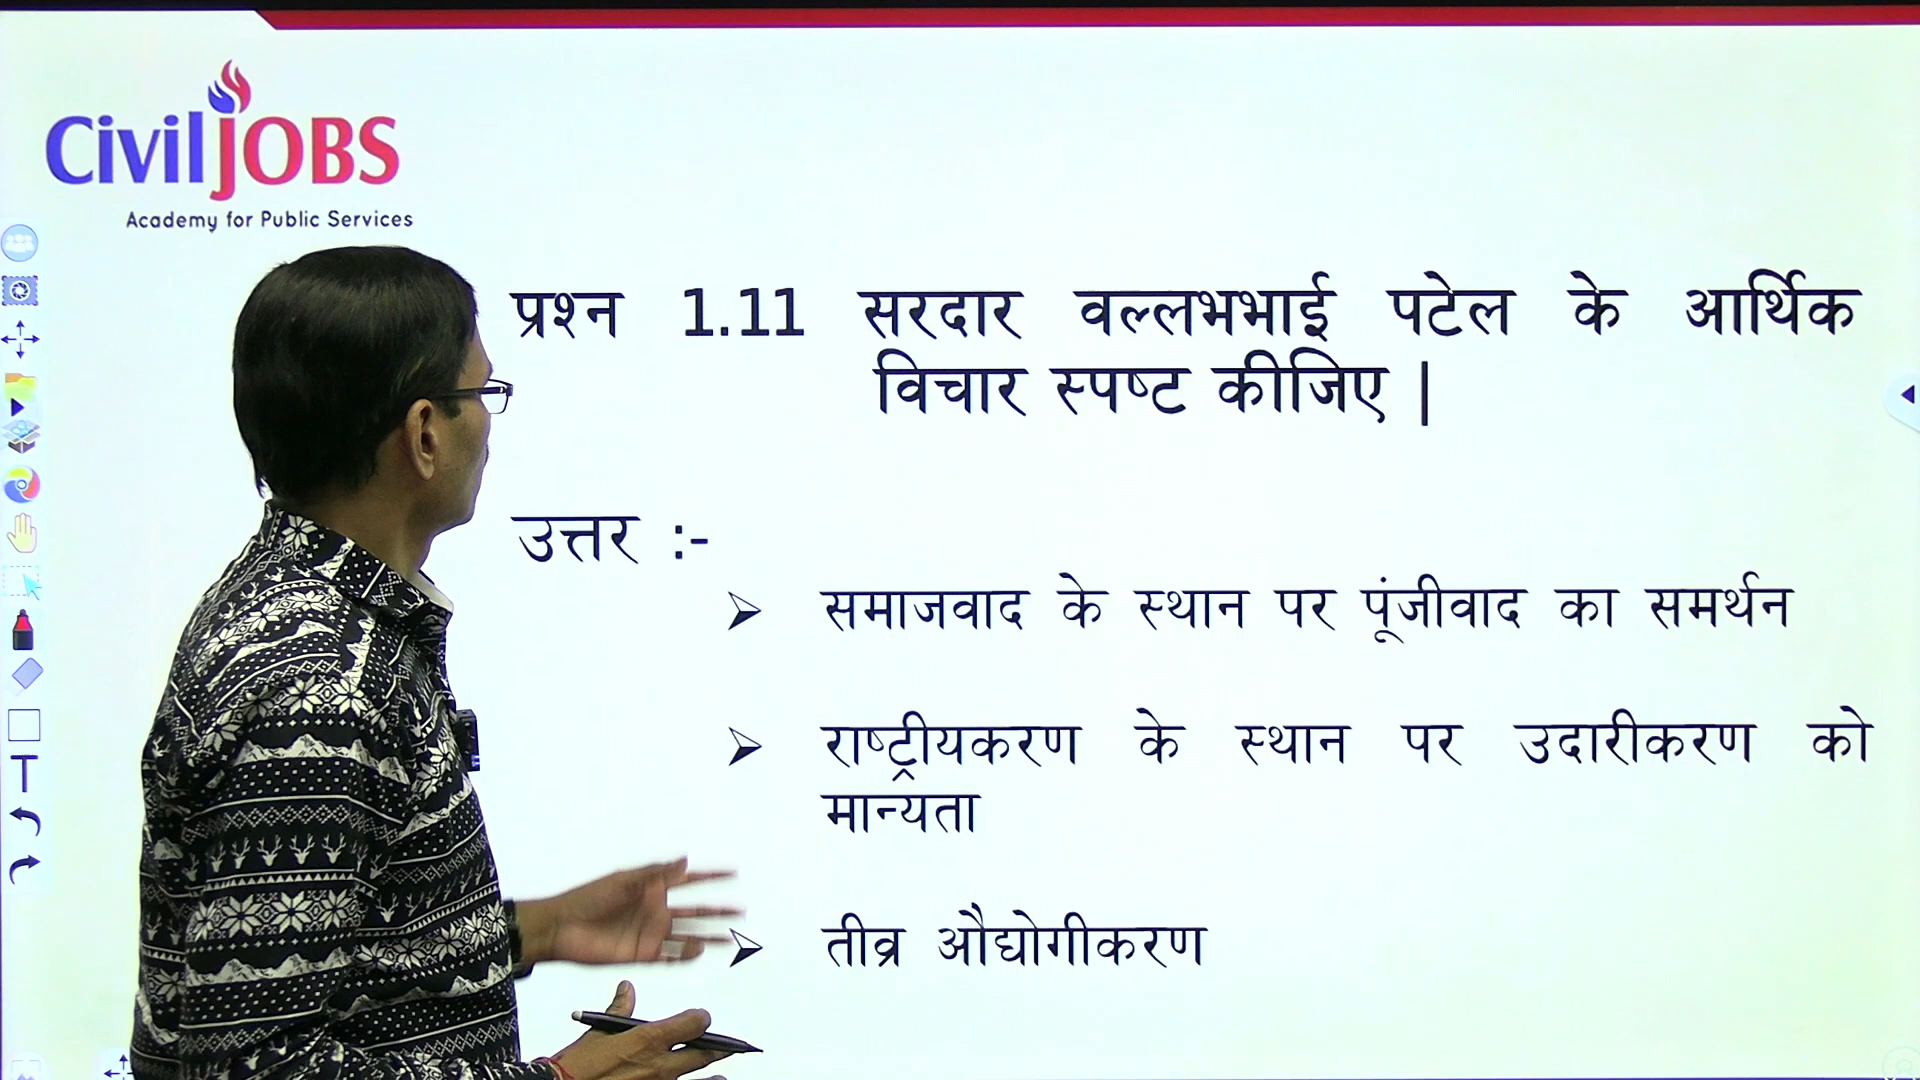 CivilJOBS
Academy for Public Services
प्रश्न 1.11 सरदार वल्लभभाई पटेल के आर्थिक
विचार स्पष्ट कीजिए |
उत्तर :-
➢ समाजवाद के स्थान पर पूंजीवाद का समर्थन
➢ राष्ट्रीयकरण के स्थान पर उदारीकरण को
मान्यता
➢ तीव्र औद्योगीकरण